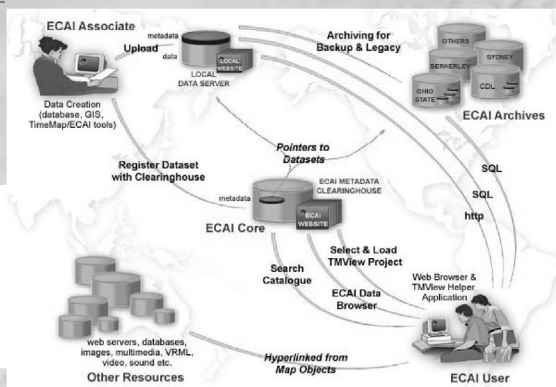 ECAI Associate
metadata
Upload
data
LOCAL
WEBSITE
LOCAL
DATA SERVER
Data Creation
(database, GIS,
TimeMap/ECAI tools)
Archiving for
Backup & Legacy
OTHERS
SYDNEY
BERKERLEY
OHIO
STATE
CDL
ECAI Archives
Pointers to
Datasets
Register Dataset
with Clearinghouse
SQL
SQL
http
metadata
ECAI METADATA
CLEARINGHOUSE
ECAI
WEBSITE
ECAI Core
Select & Load
TMView Project
Search
Catalogue
ECAI Data
Browser
Web Browser &
TMView Helper
Application
web servers, databases,
images, multimedia, VRML,
video, sound etc.
Other Resources
Hyperlinked from
Map Objects
ECAI User